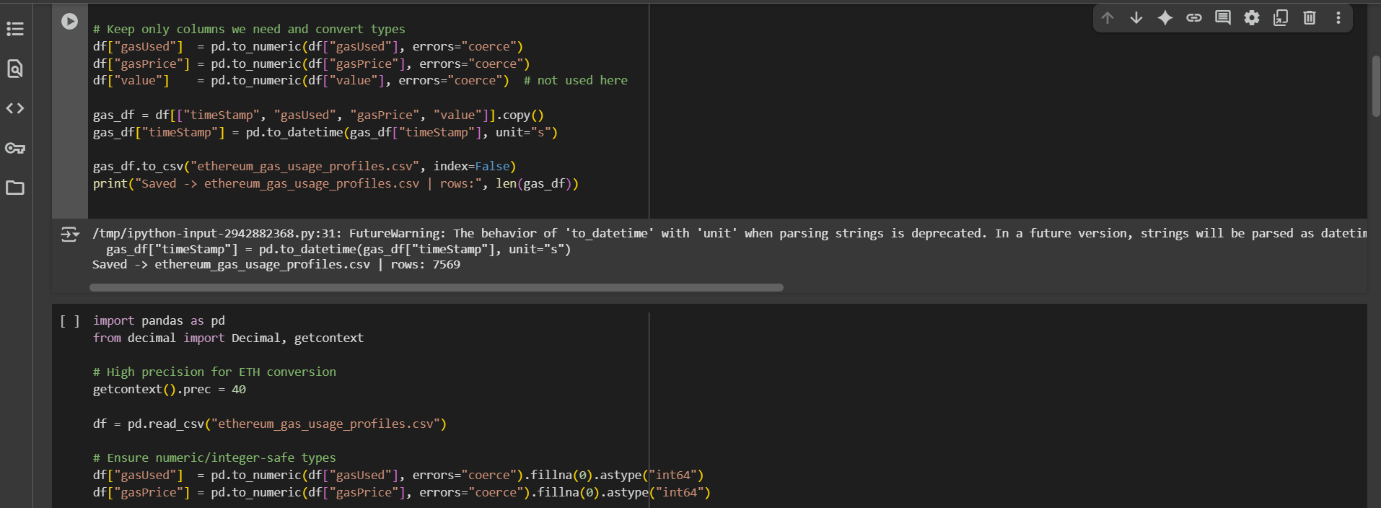 # Keep only columns we need and convert types
df["gasUsed"]  = pd.to_numeric(df["gasUsed"], errors="coerce")
df["gasPrice"] = pd.to_numeric(df["gasPrice"], errors="coerce")
df["value"]    = pd.to_numeric(df["value"], errors="coerce")  # not used here
gas_df = df[["timeStamp", "gasUsed", "gasPrice", "value"]].copy()
gas_df["timeStamp"] = pd.to_datetime(gas_df["timeStamp"], unit="s")
gas_df.to_csv("ethereum_gas_usage_profiles.csv", index=False)
print("Saved -> ethereum_gas_usage_profiles.csv | rows:", len(gas_df))
/tmp/ipython-input-2942882368.py:31: FutureWarning: The behavior of 'to_datetime' with 'unit' when parsing strings is deprecated. In a future version, strings will be parsed as datetim
  gas_df["timeStamp"] = pd.to_datetime(gas_df["timeStamp"], unit="s")
Saved -> ethereum_gas_usage_profiles.csv | rows: 7569
[ ] import pandas as pd
from decimal import Decimal, getcontext
# High precision for ETH conversion
getcontext().prec = 40
df = pd.read_csv("ethereum_gas_usage_profiles.csv")
# Ensure numeric/integer-safe types
df["gasUsed"]  = pd.to_numeric(df["gasUsed"], errors="coerce").fillna(0).astype("int64")
df["gasPrice"] = pd.to_numeric(df["gasPrice"], errors="coerce").fillna(0).astype("int64")